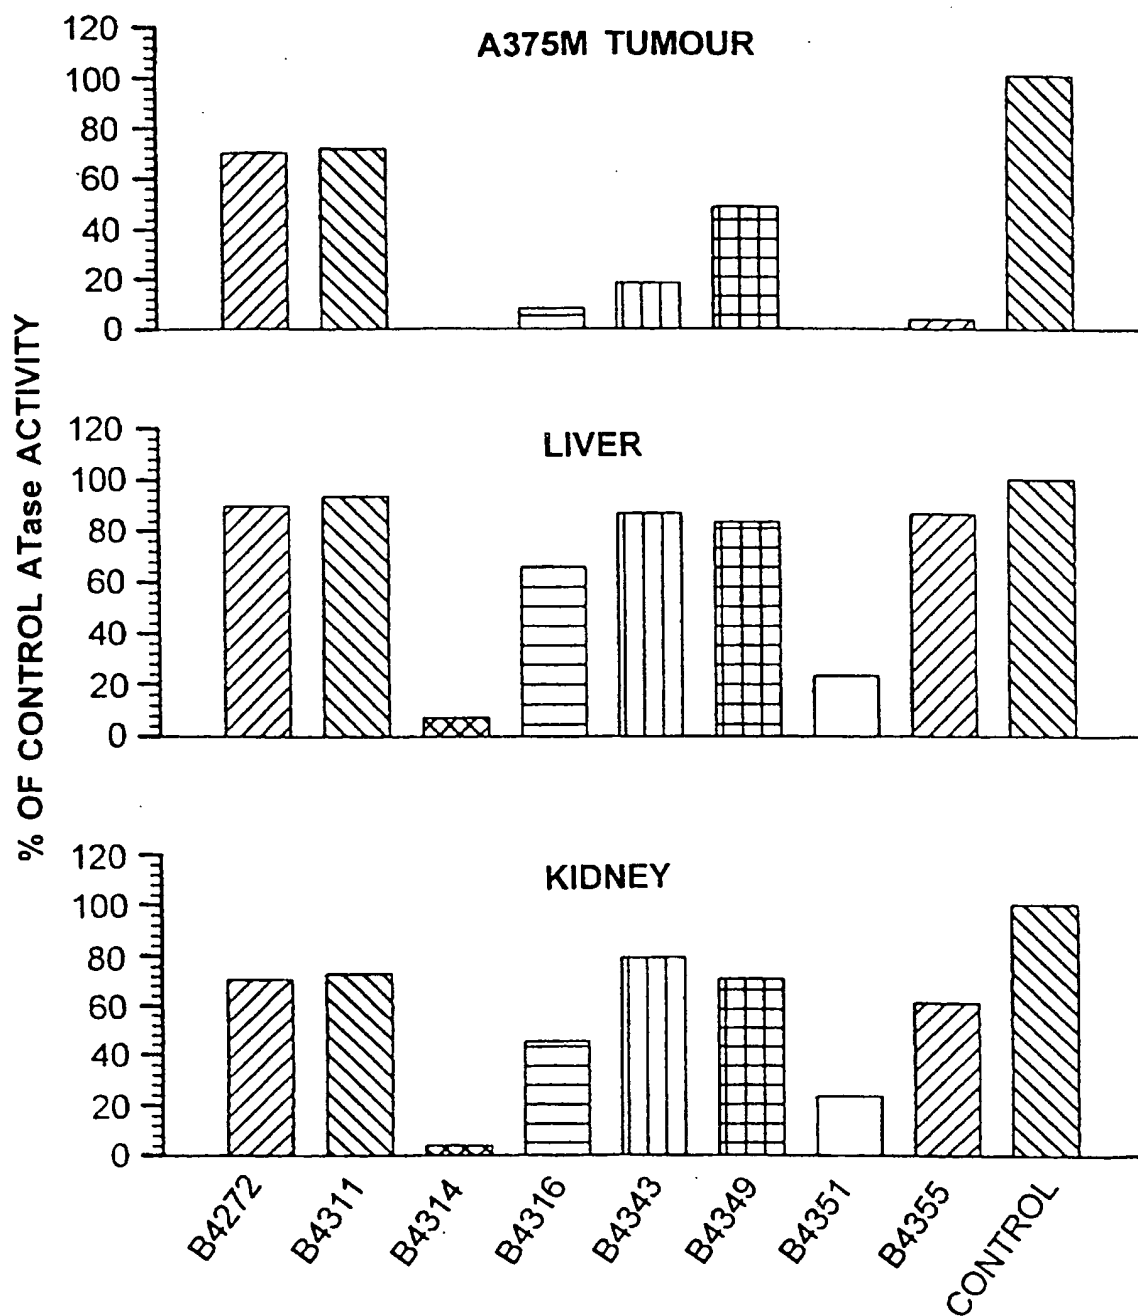 % OF CONTROL ATase ACTIVITY
A375M TUMOUR
120
100
80
60
40
20
0
LIVER
120
100
80
60
40
20
0
KIDNEY
120
100
80
60
40
20
0
B4272
B4311
B4314
B4316
B4343
B4349
B4351
B4355
CONTROL